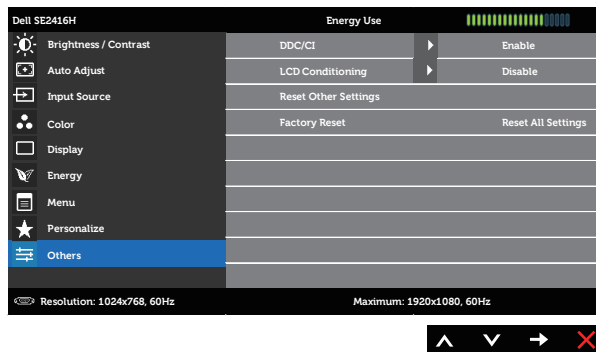 Dell SE2416H Energy Use
Brightness / Contrast DDC/CI Enable
Auto Adjust LCD Conditioning Disable
Input Source Reset Other Settings
Color Factory Reset Reset All Settings
Display
Energy
Menu
Personalize
Others
Resolution: 1024x768, 60Hz Maximum: 1920x1080, 60Hz